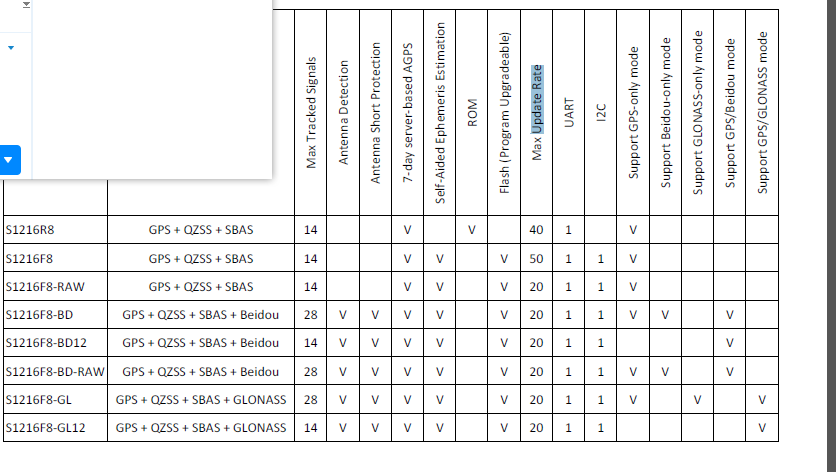 Max Tracked Signals
Antenna Detection
Antenna Short Protection
7-day server-based AGPS
Self-Aided Ephemeris Estimation
ROM
Flash (Program Upgradeable)
Max Update Rate
UART
I2C
Support GPS-only mode
Support Beidou-only mode
Support GLONASS-only mode
Support GPS/Beidou mode
Support GPS/GLONASS mode
S1216R8 GPS + QZSS + SBAS 14 V V 40 1 V
S1216F8 GPS + QZSS + SBAS 14 V V V 50 1 1 V
S1216F8-RAW GPS + QZSS + SBAS 14 V V V 20 1 1 V
S1216F8-BD GPS + QZSS + SBAS + Beidou 28 V V V V V 20 1 1 V V V
S1216F8-BD12 GPS + QZSS + SBAS + Beidou 14 V V V V V 20 1 1 V
S1216F8-BD-RAW GPS + QZSS + SBAS + Beidou 28 V V V V V 20 1 1 V V V
S1216F8-GL GPS + QZSS + SBAS + GLONASS 28 V V V V V 20 1 1 V V V
S1216F8-GL12 GPS + QZSS + SBAS + GLONASS 14 V V V V V 20 1 1 V